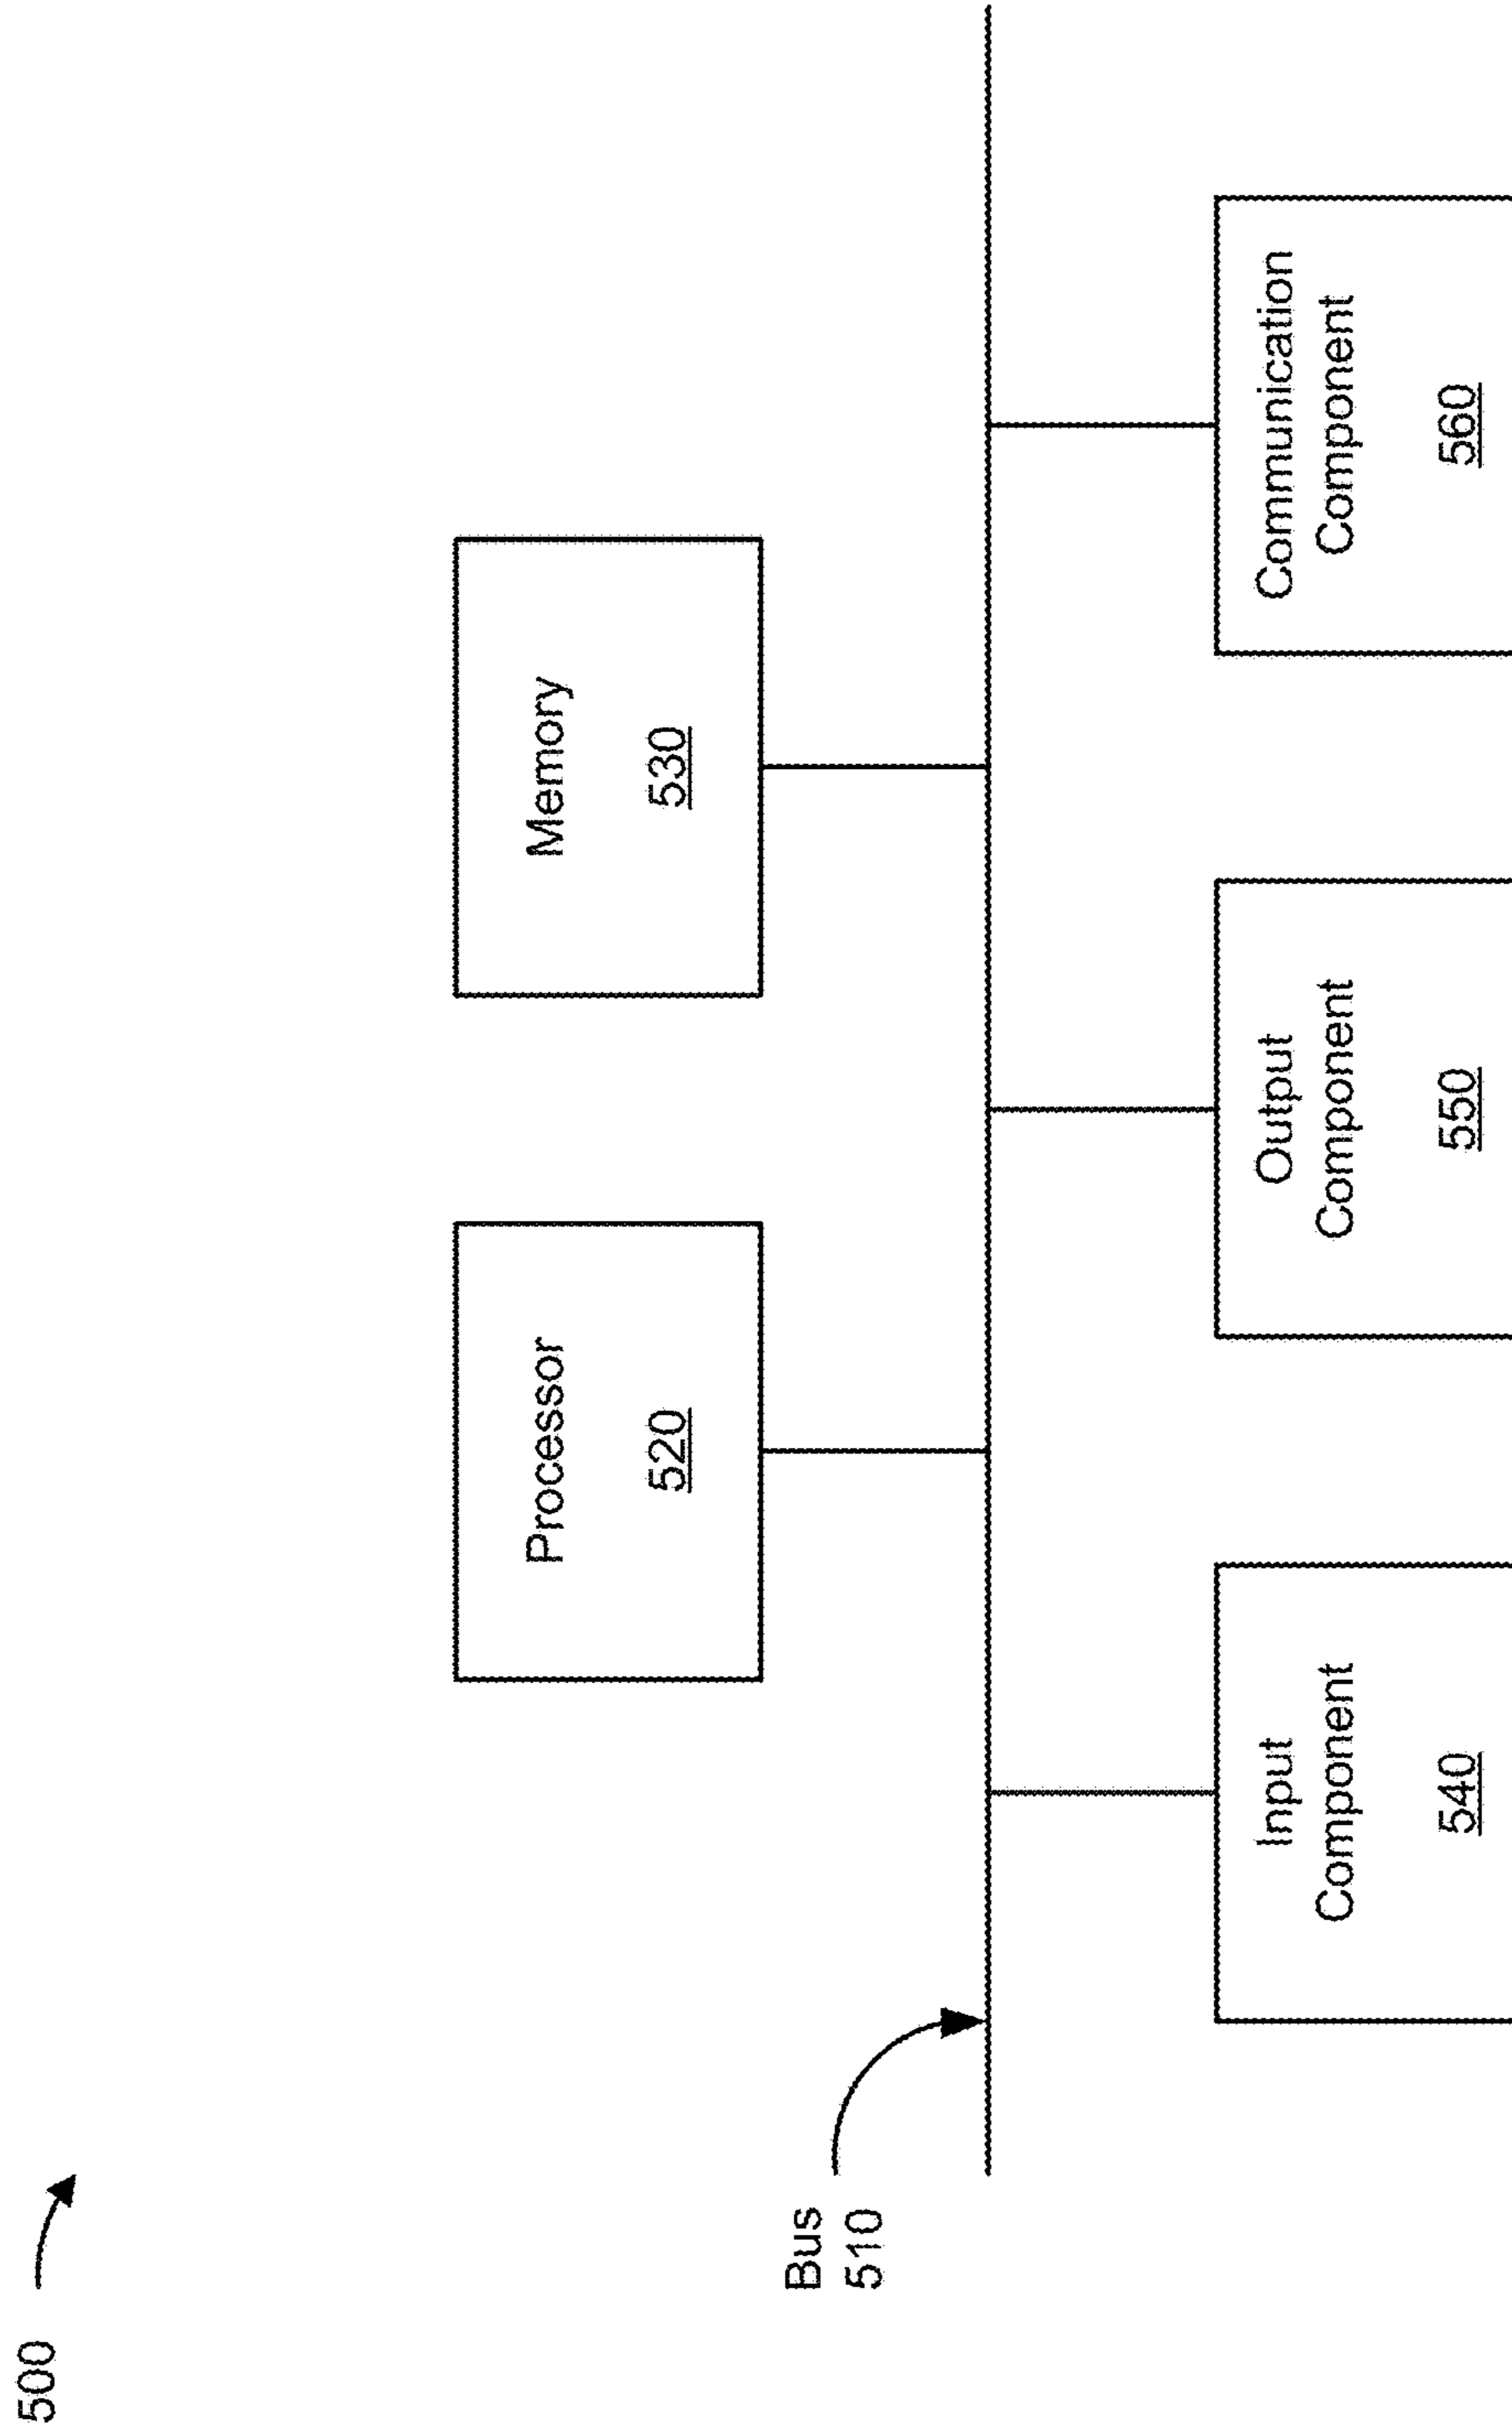 500
Processor
520
Memory
530
Bus
510
Input
Component
540
Output
Component
550
Communication
Component
560